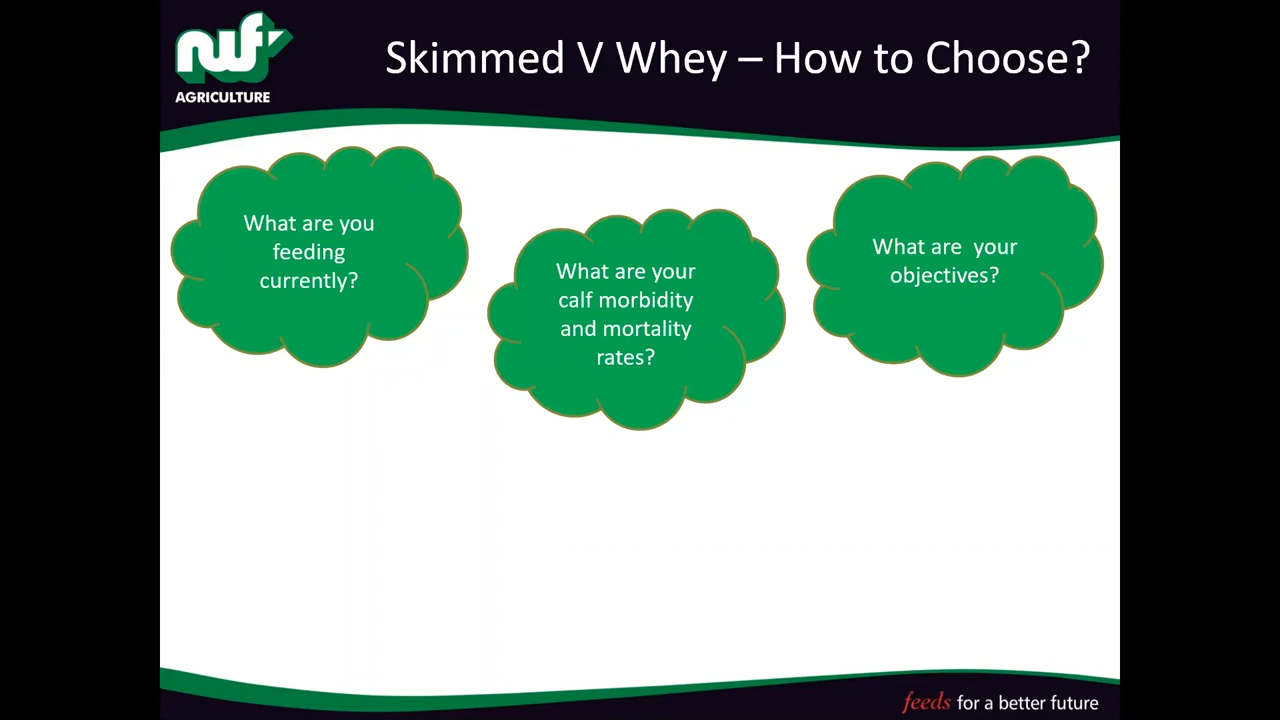 nwf
AGRICULTURE
Skimmed V Whey – How to Choose?
What are you
feeding
currently?
What are your
calf morbidity
and mortality
rates?
What are  your
objectives?
feeds for a better future